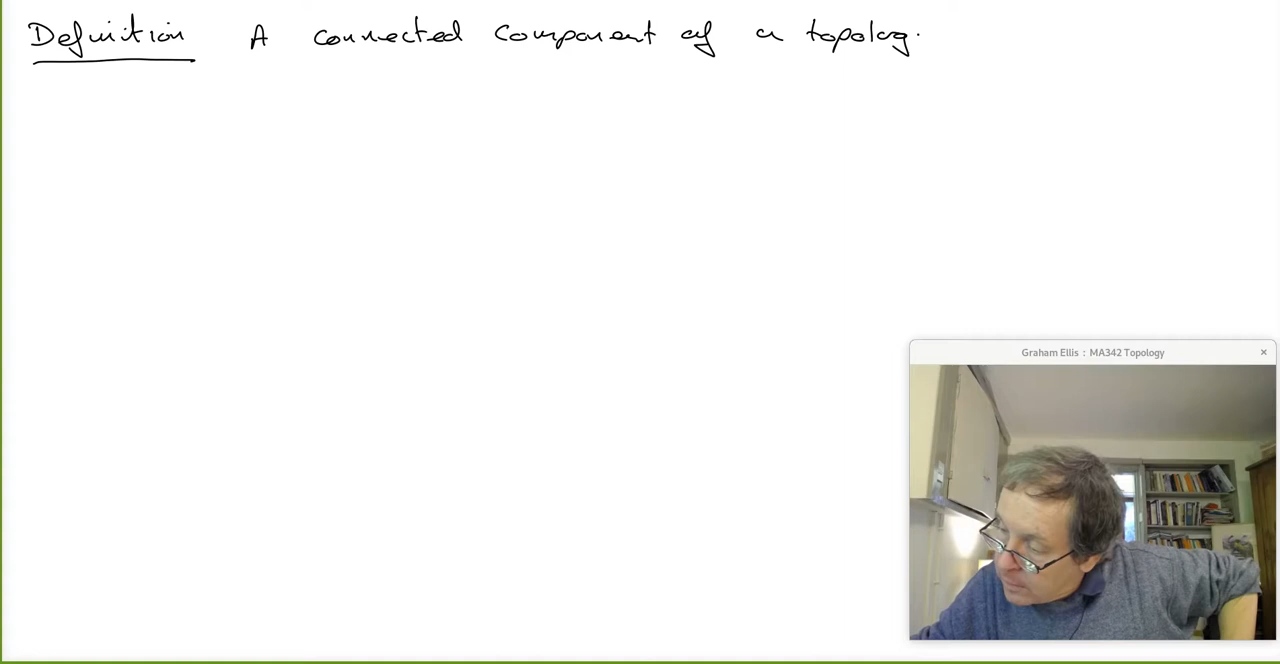 Definition A connected component of a topolog.
Graham Ellis : MA342 Topology